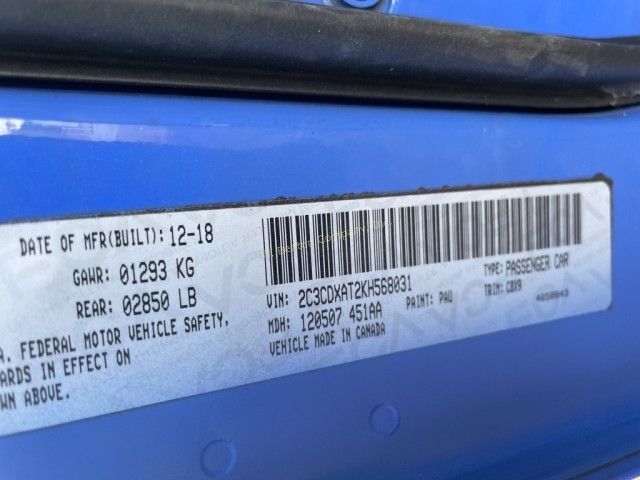 DATE OF MFR(BUILT): 12-18
GAWR: 01293 KG
REAR: 02850 LB
FEDERAL MOTOR VEHICLE SAFETY,
ARDS IN EFFECT ON
WN ABOVE.
VIN: 2C3CDXAT2KH568031
TYPE: PASSENGER CAR
MDH: 120507 451AA
PAINT: PAU
TRIM: CBX9
VEHICLE MADE IN CANADA
4650843